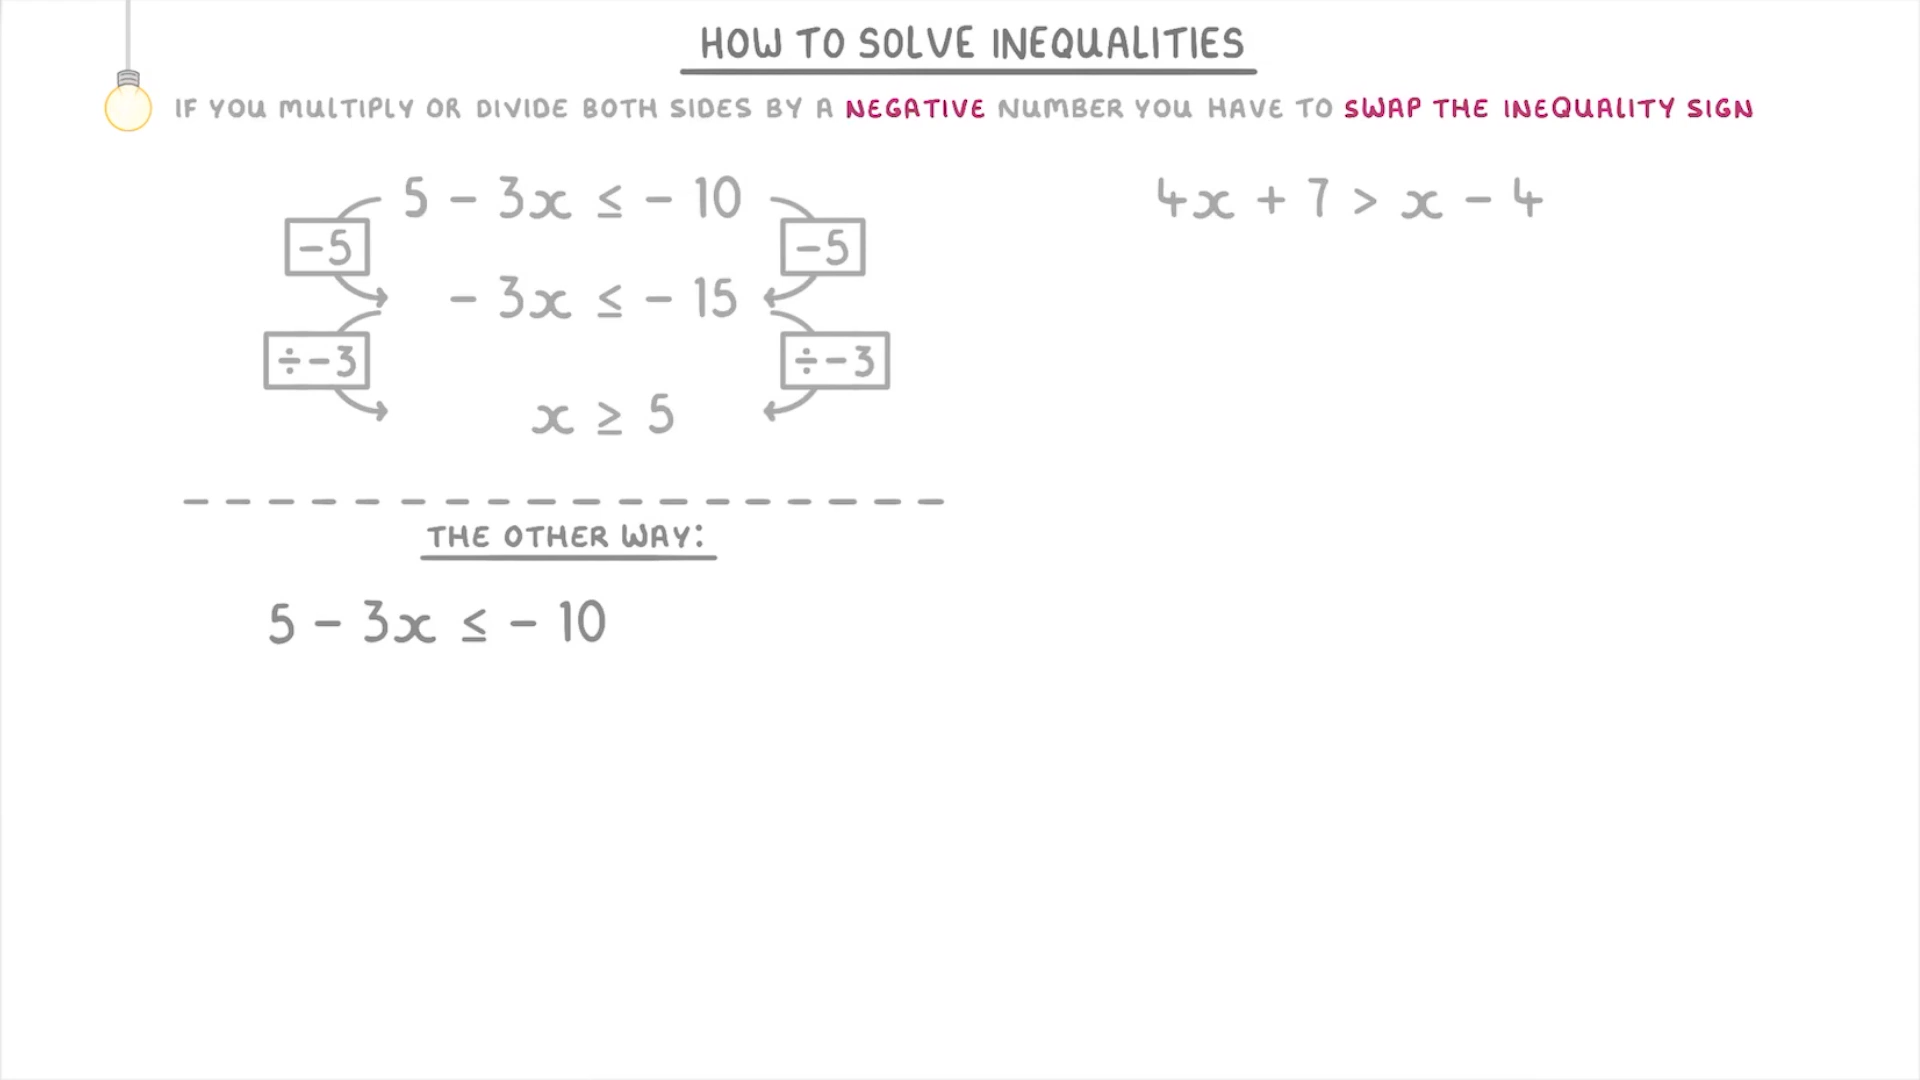 HOW TO SOLVE INEQUALITIES
IF YOU MULTIPLY OR DIVIDE BOTH SIDES BY A NEGATIVE NUMBER YOU HAVE TO SWAP THE INEQUALITY SIGN
5 − 3x ≤ − 10
−5 −5
− 3x ≤ − 15
÷−3 ÷−3
x ≥ 5
THE OTHER WAY:
5 − 3x ≤ − 10
4x + 7 > x − 4